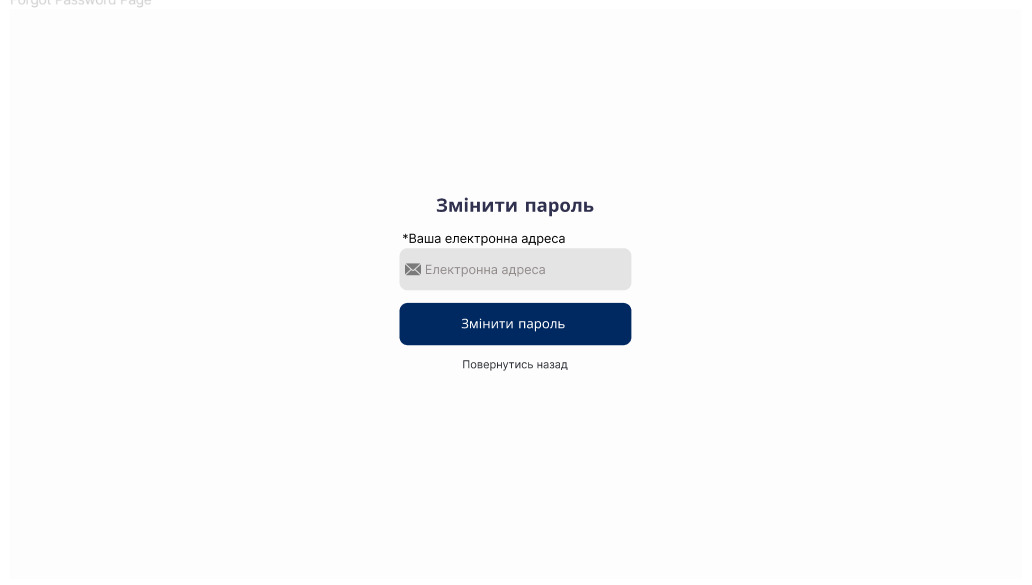 Forgot Password Page
Змінити пароль
*Ваша електронна адреса
Електронна адреса
Змінити пароль
Повернутись назад